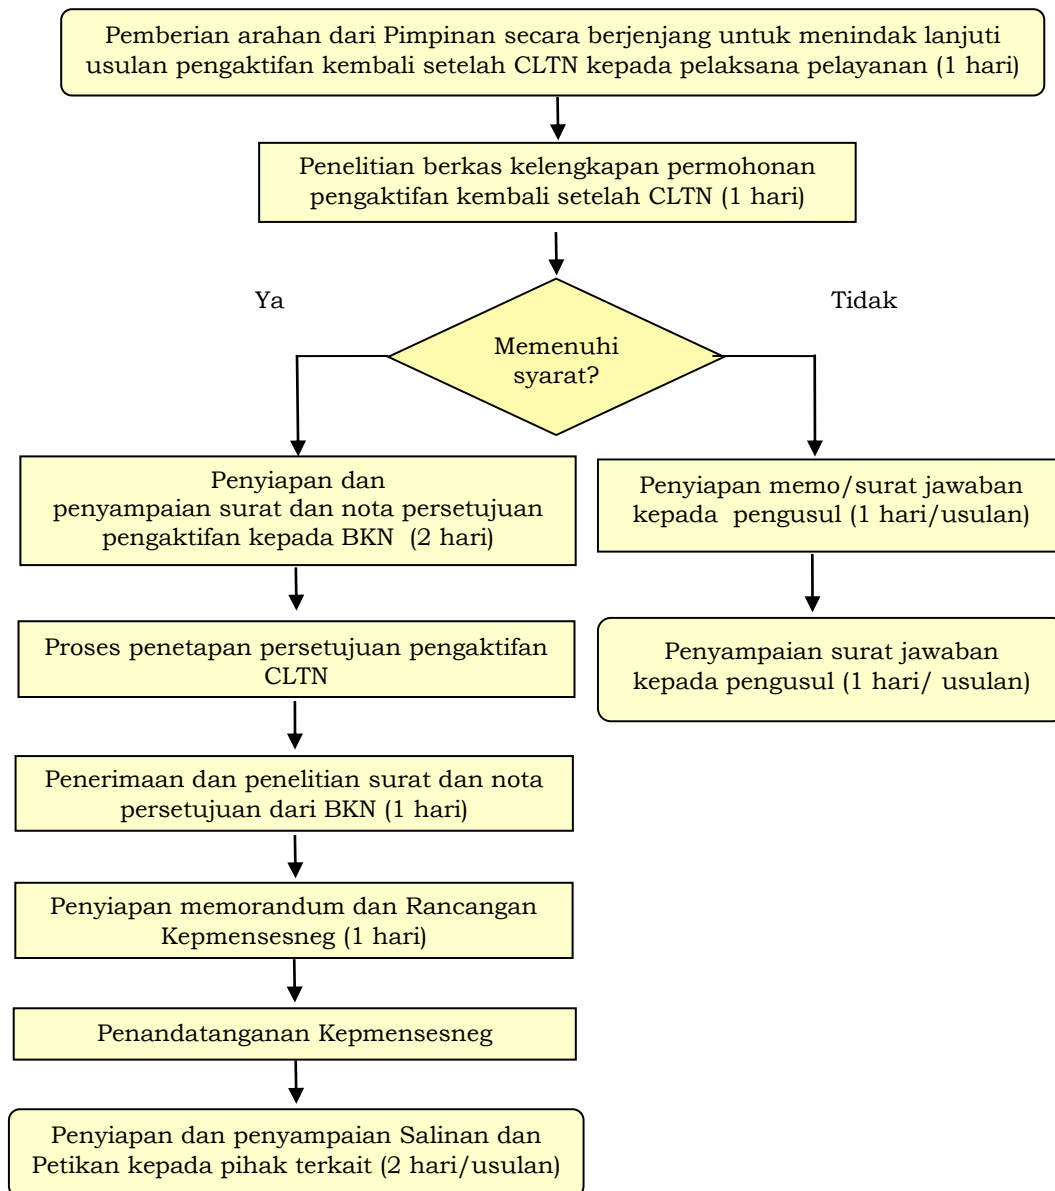 Pemberian arahan dari Pimpinan secara berjenjang untuk menindak lanjuti
usulan pengaktifan kembali setelah CLTN kepada pelaksana pelayanan (1 hari)
Penelitian berkas kelengkapan permohonan
pengaktifan kembali setelah CLTN (1 hari)
Ya
Tidak
Memenuhi
syarat?
Penyiapan dan
penyampaian surat dan nota persetujuan
pengaktifan kepada BKN (2 hari)
Penyiapan memo/surat jawaban
kepada pengusul (1 hari/usulan)
Proses penetapan persetujuan pengaktifan
CLTN
Penyampaian surat jawaban
kepada pengusul (1 hari/ usulan)
Penerimaan dan penelitian surat dan nota
persetujuan dari BKN (1 hari)
Penyiapan memorandum dan Rancangan
Kepmensesneg (1 hari)
Penandatanganan Kepmensesneg
Penyiapan dan penyampaian Salinan dan
Petikan kepada pihak terkait (2 hari/usulan)